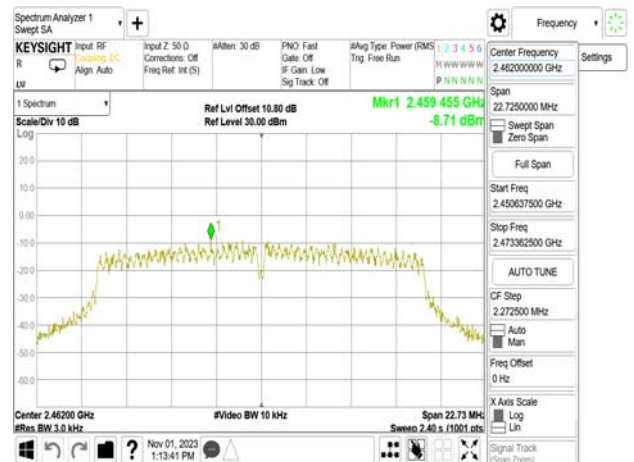 Spectrum Analyzer 1
Swept SA
+
Frequency
KEYSIGHT
R
LXI
Input: RF
Coupling: DC
Align: Auto
Input Z: 50 Ω
Corrections: Off
Freq Ref: Int (S)
#Atten: 30 dB
PNO: Fast
Gate: Off
IF Gain: Low
Sig Track: Off
#Avg Type: Power (RMS
Trig: Free Run
1 2 3 4 5 6
M W W W W W
P N N N N N
1 Spectrum
Scale/Div 10 dB
Ref Lvl Offset 10.80 dB
Ref Level 30.00 dBm
Mkr1 2.459 455 GHz
-8.71 dBm
Log
20.0
10.0
0.00
-10.0
-20.0
-30.0
-40.0
-50.0
-60.0
1
Center 2.46200 GHz
#Res BW 3.0 kHz
#Video BW 10 kHz
Span 22.73 MHz
Sweep 2.40 s (1001 pts
Nov 01, 2023
1:13:41 PM
?
Center Frequency
2.462000000 GHz
Settings
Span
22.7250000 MHz
Swept Span
Zero Span
Full Span
Start Freq
2.450637500 GHz
Stop Freq
2.473362500 GHz
AUTO TUNE
CF Step
2.272500 MHz
Auto
Man
Freq Offset
0 Hz
X Axis Scale
Log
Lin
Signal Track
(Span Zoom)